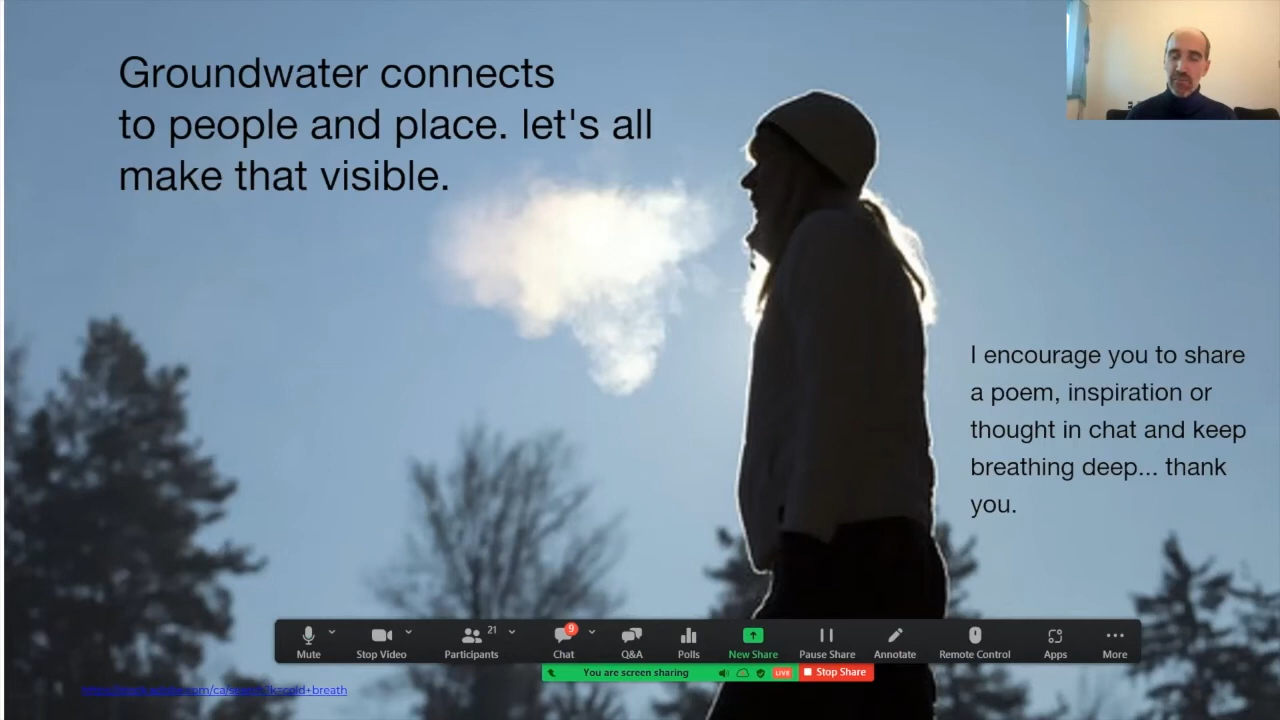 Groundwater connects
to people and place. let's all
make that visible.
I encourage you to share
a poem, inspiration or
thought in chat and keep
breathing deep... thank
you.
21
9
Mute
Stop Video
Participants
Chat
Q&A
Polls
New Share
Pause Share
Annotate
Remote Control
Apps
More
You are screen sharing
LIVE
Stop Share